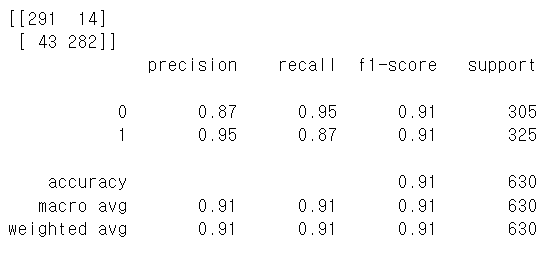 [[291  14]
 [ 43 282]]
              precision    recall  f1-score   support

           0       0.87      0.95      0.91       305
           1       0.95      0.87      0.91       325

    accuracy                           0.91       630
   macro avg       0.91      0.91      0.91       630
weighted avg       0.91      0.91      0.91       630